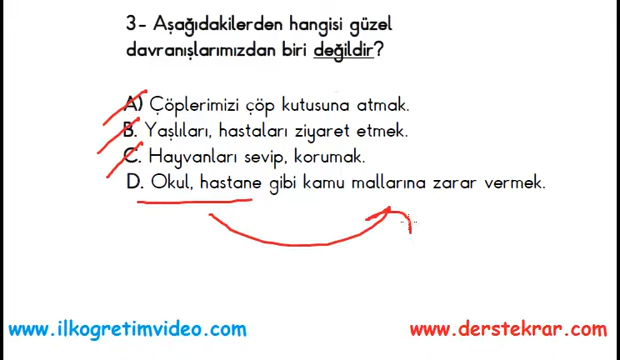 3- Aşağıdakilerden hangisi güzel
davranışlarımızdan biri değildir?
A) Çöplerimizi çöp kutusuna atmak.
B. Yaşlıları, hastaları ziyaret etmek.
C. Hayvanları sevip, korumak.
D. Okul, hastane gibi kamu mallarına zarar vermek.
www.ilkogretimvideo.com
www.derstekrar.com